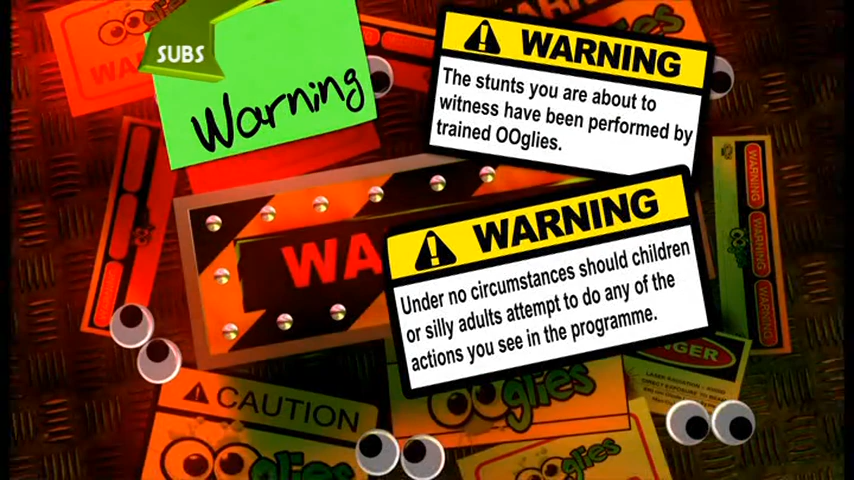 SUBS
Warning
WARNING
The stunts you are about to
witness have been performed by
trained OOglies.
WARNING
Under no circumstances should children
or silly adults attempt to do any of the
actions you see in the programme.
WA
WARNING
WARNING
WARNING
CAUTION
OOglies
OOglies
OOglies